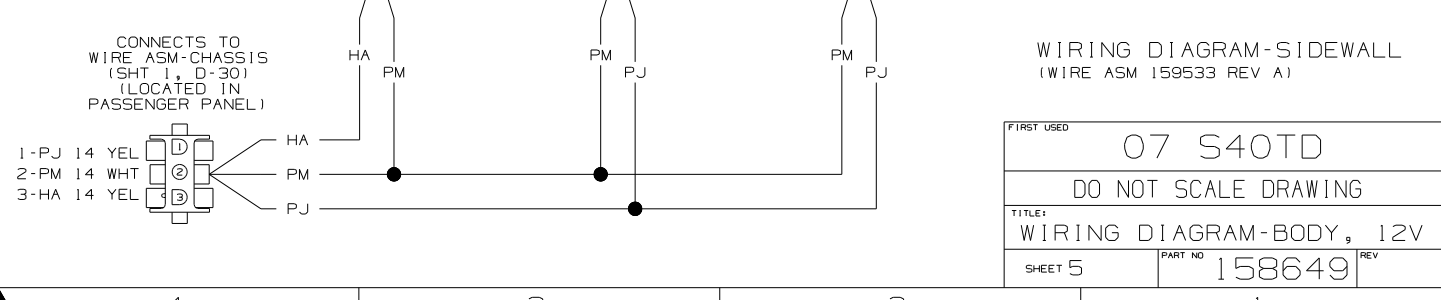 CONNECTS TO
WIRE ASM-CHASSIS
(SHT 1, D-30)
(LOCATED IN
PASSENGER PANEL)
HA
PM
PM
PJ
PM
PJ
WIRING DIAGRAM-SIDEWALL
(WIRE ASM 159533 REV A)
1-PJ 14 YEL
2-PM 14 WHT
3-HA 14 YEL
1
2
3
HA
PM
PJ
FIRST USED
07 S40TD
DO NOT SCALE DRAWING
TITLE:
WIRING DIAGRAM-BODY, 12V
SHEET 5
PART NO
158649
REV